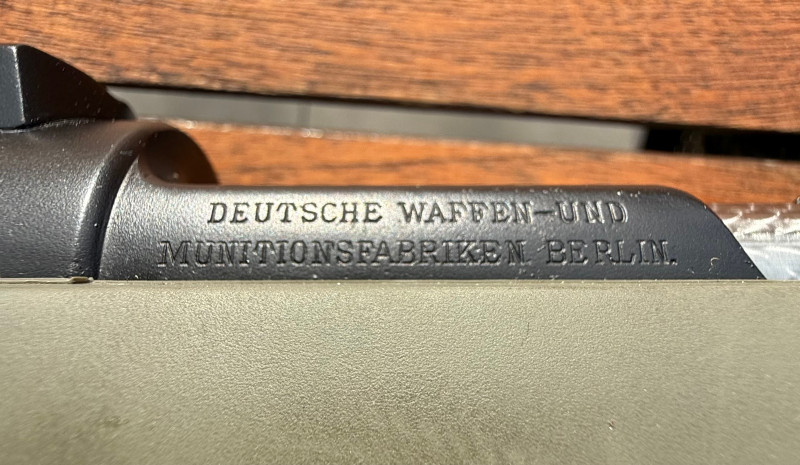 DEUTSCHE WAFFEN-UND
MUNITIONSFABRIKEN. BERLIN.